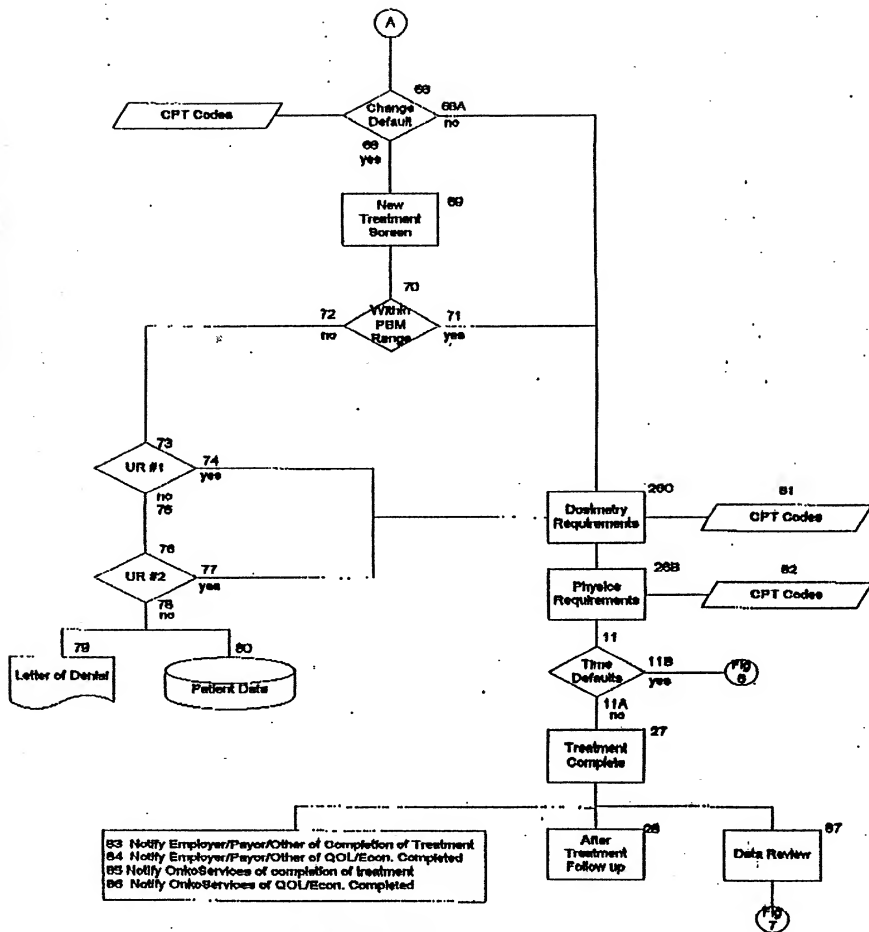 A
68
Change
Default
68A
no
CPT Codes
68
yes
New
Treatment
Screen
69
70
Within
PBM
Range
72
no
71
yes
73
UR #1
74
yes
no
75
76
UR #2
77
yes
78
no
79
Letter of Denial
80
Patient Data
Dosimetry
Requirements
26C
81
CPT Codes
Physics
Requirements
26B
82
CPT Codes
11
Time
Defaults
11B
yes
Fig
6
11A
no
Treatment
Complete
27
83 Notify Employer/Payor/Other of Completion of Treatment
84 Notify Employer/Payor/Other of QOL/Econ. Completed
85 Notify OnkoServices of completion of treatment
86 Notify OnkoServices of QOL/Econ. Completed
After
Treatment
Follow up
28
Data Review
87
Fig
7